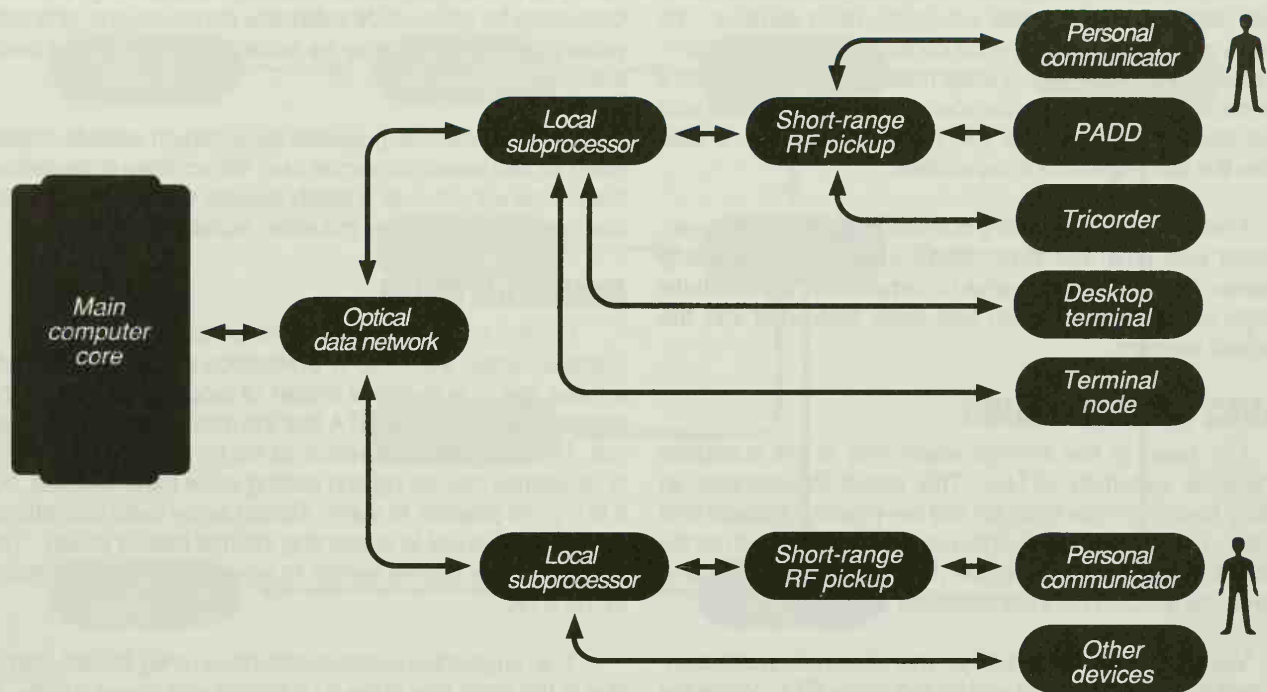 Main
computer
core
Optical
data network
Local
subprocessor
Short-range
RF pickup
Personal
communicator
PADD
Tricorder
Desktop
terminal
Terminal
node
Local
subprocessor
Short-range
RF pickup
Personal
communicator
Other
devices